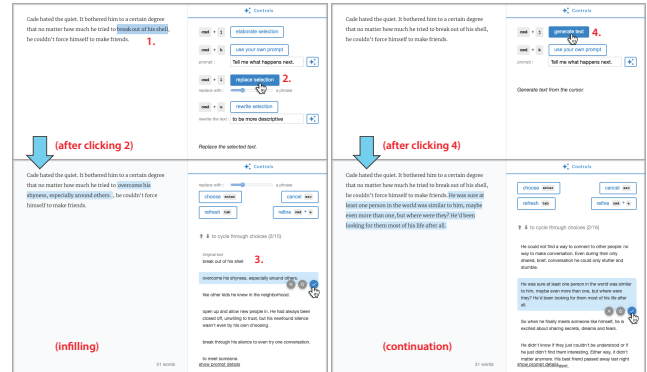 Controls
Cade hated the quiet. It bothered him to a certain degree
that no matter how much he tried to break out of his shell,
he couldn't force himself to make friends.
1.
cmd + j elaborate selection
cmd + k use your own prompt
prompt : Tell me what happens next.
replace selection
2.
replace with : a phrase
rewrite selection
rewrite the text : to be more descriptive
Replace the selected text.
(after clicking 2)
Controls
Cade hated the quiet. It bothered him to a certain degree
that no matter how much he tried to break out of his shell,
he couldn't force himself to make friends.
cmd + j generate text
4.
cmd + k use your own prompt
prompt : Tell me what happens next.
Generate text from the cursor.
(after clicking 4)
Controls
Cade hated the quiet. It bothered him to a certain degree
that no matter how much he tried to overcome his
shyness, especially around others. , he couldn't force
himself to make friends.
replace with : a phrase
choose enter
cancel esc
refresh tab
refine cmd +
to cycle through choices (2/15)
Original text
break out of his shell
3.
overcome his shyness, especially around others.
like other kids he knew in the neighborhood.
open up and allow new people in. He had always been
closed off, unwilling to trust, but his newfound silence
wasn't even by his own choosing.
break through his silence to even try one conversation.
to meet someone
show prompt details
(infilling)
31 words
Controls
Cade hated the quiet. It bothered him to a certain degree
that no matter how much he tried to break out of his shell,
he couldn't force himself to make friends. He was sure at
least one person in the world was similar to him, maybe
even more than one, but where were they? He'd been
looking for them most of his life after all.
choose enter
cancel esc
refresh tab
refine cmd +
to cycle through choices (2/16)
He could not find a way to connect to other people: no
way to make conversation. Even during their only
shared, brief, conversation he could only stutter and
stumble.
He was sure at least one person in the world was similar
to him, maybe even more than one, but where were
they? He'd been looking for them most of his life after
all.
So when he finally meets someone like himself, he is
excited about sharing secrets, dreams and fears.
He didn't know if they just couldn't be understood or if
he just didn't find them interesting. Either way, it didn't
matter anymore. His best friend passed away last night
show prompt details
(continuation)
31 words